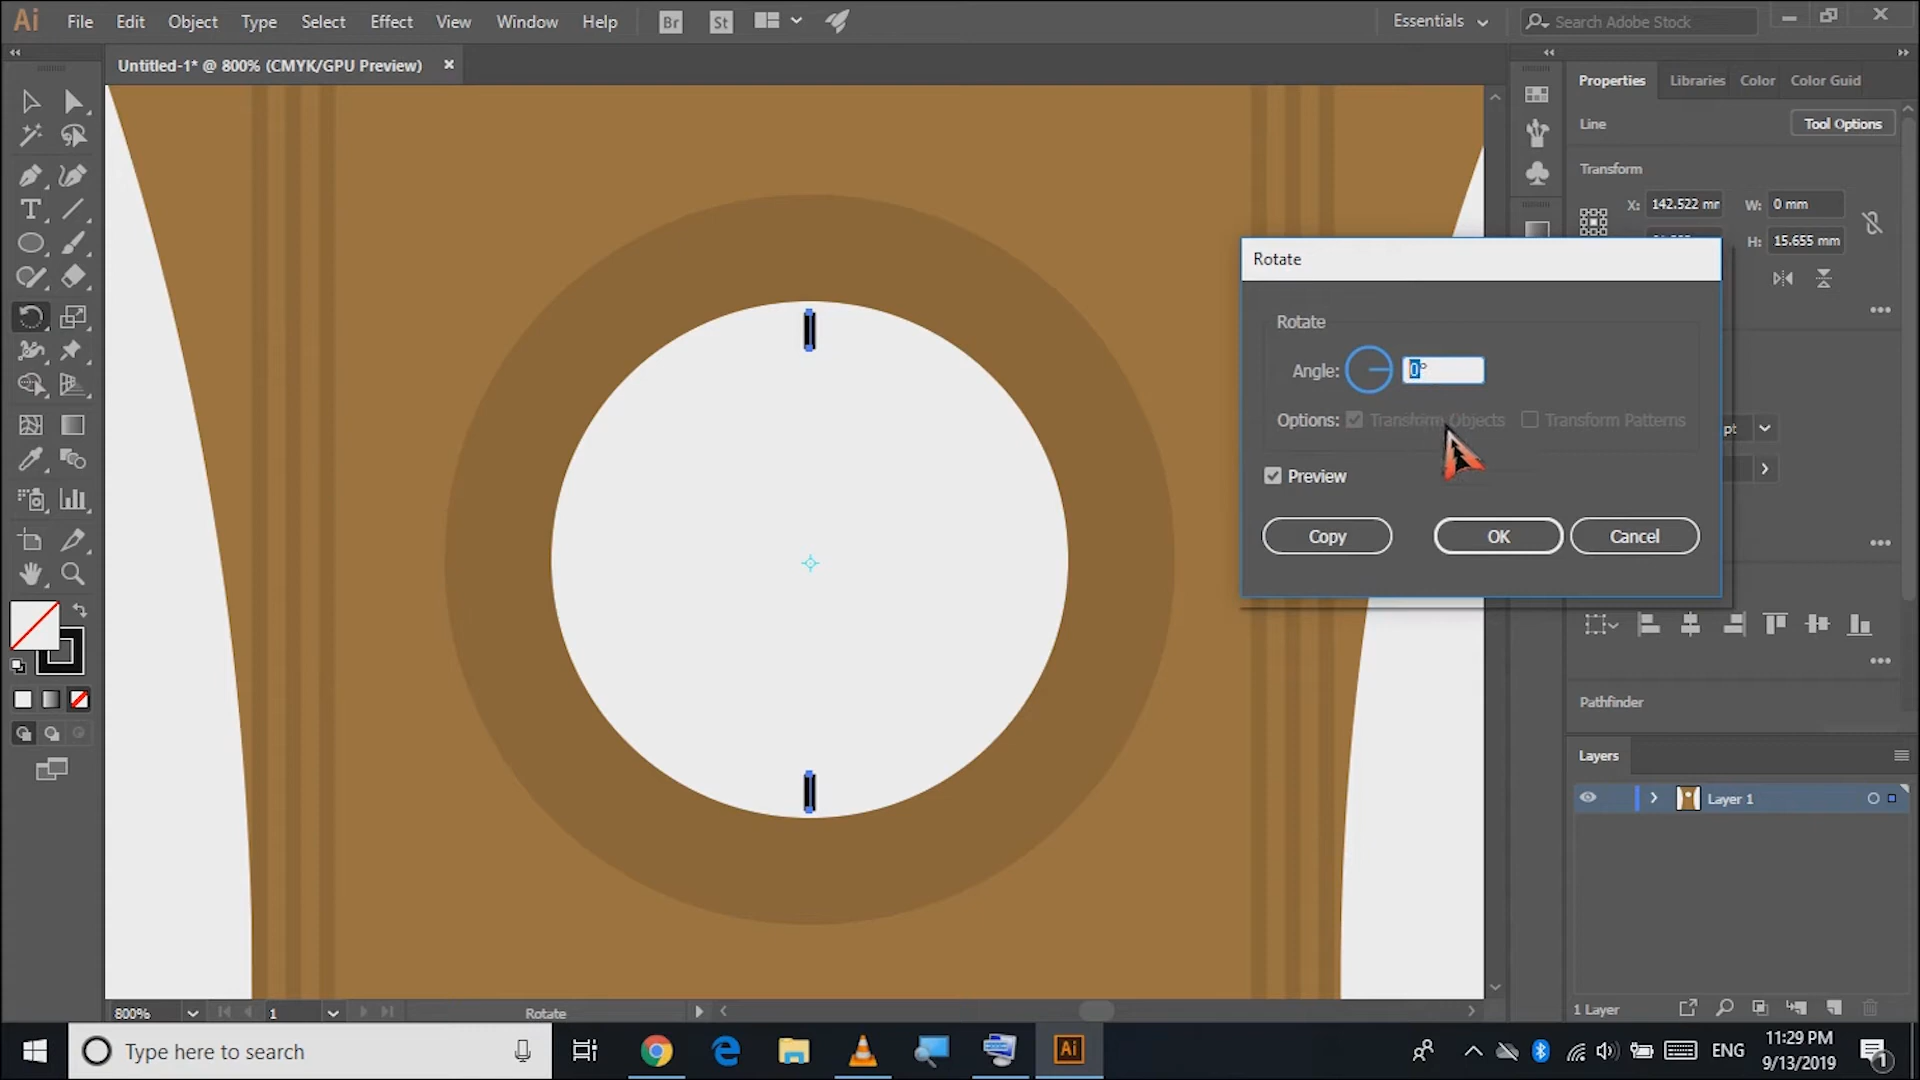 Ai File Edit Object Type Select Effect View Window Help Br St Essentials Search Adobe Stock
Untitled-1* @ 800% (CMYK/GPU Preview) ×
Properties Libraries Color Color Guid
Line Tool Options
Transform
X: 142.522 mr W: 0 mm
H: 15.655 mm
Rotate
Rotate
Angle: 0°
Options: Transform Objects Transform Patterns
pt
Preview
Copy OK Cancel
Pathfinder
Layers
Layer 1
800% 1 Rotate
1 Layer
Type here to search
Ai
ENG
11:29 PM
9/13/2019
1